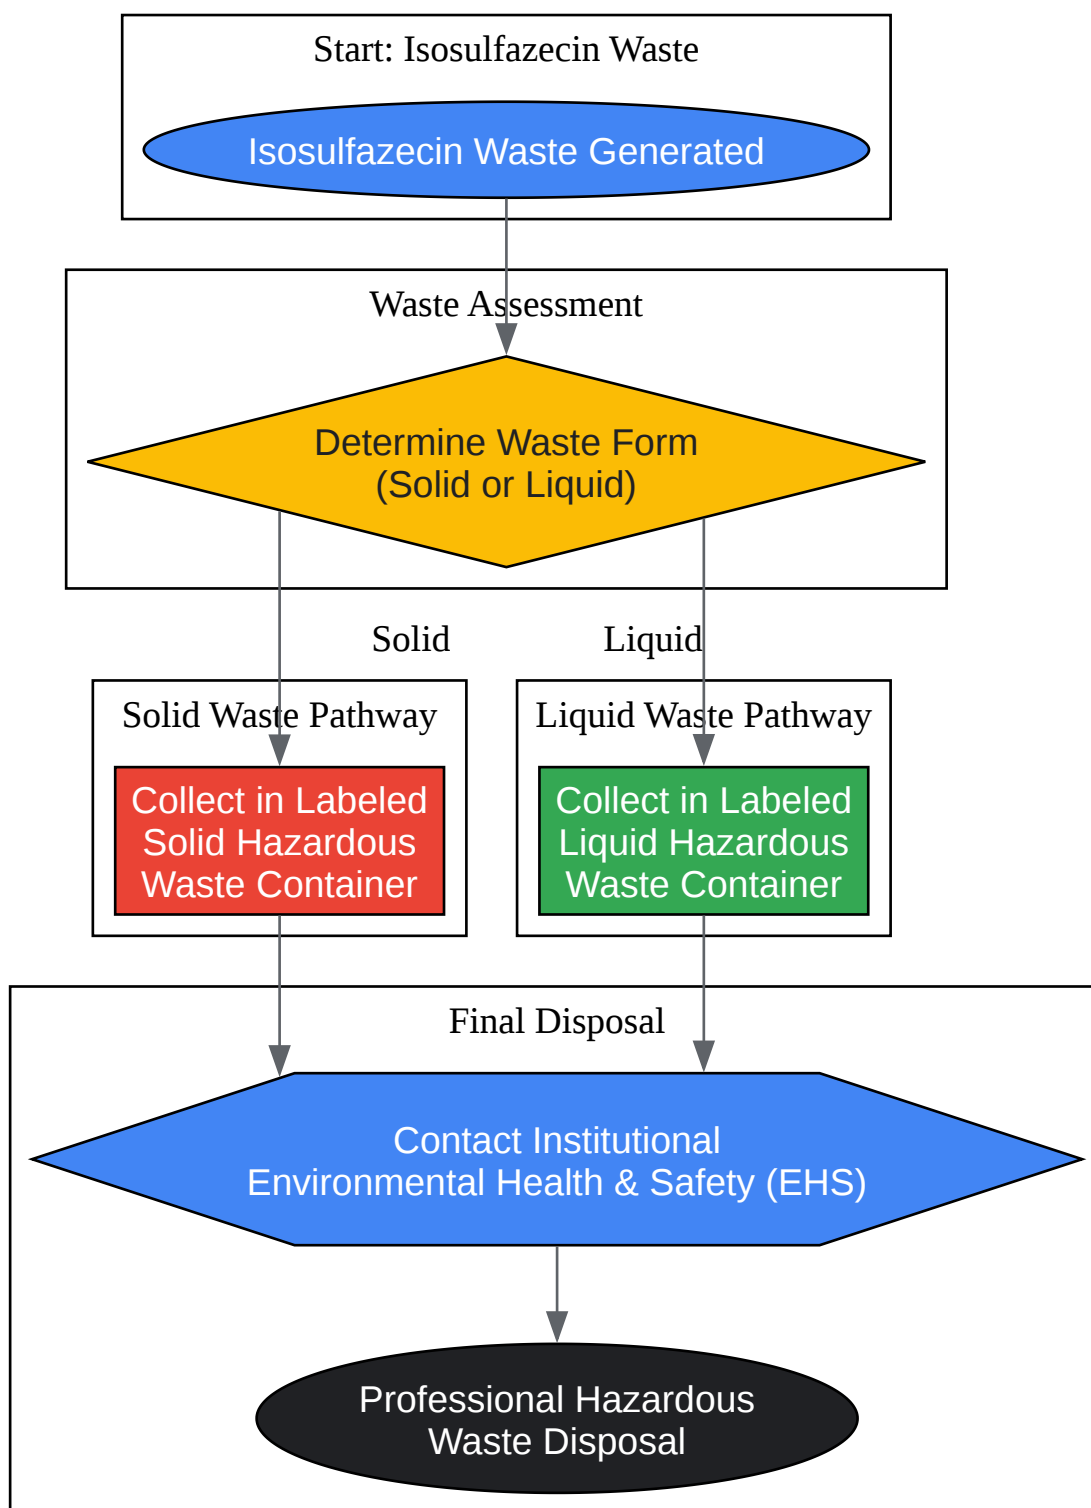 Start: Isosulfazecin Waste
Isosulfazecin Waste Generated
Waste Assessment
Determine Waste Form
(Solid or Liquid)
Solid
Liquid
Solid Waste Pathway
Collect in Labeled
Solid Hazardous
Waste Container
Liquid Waste Pathway
Collect in Labeled
Liquid Hazardous
Waste Container
Final Disposal
Contact Institutional
Environmental Health & Safety (EHS)
Professional Hazardous
Waste Disposal